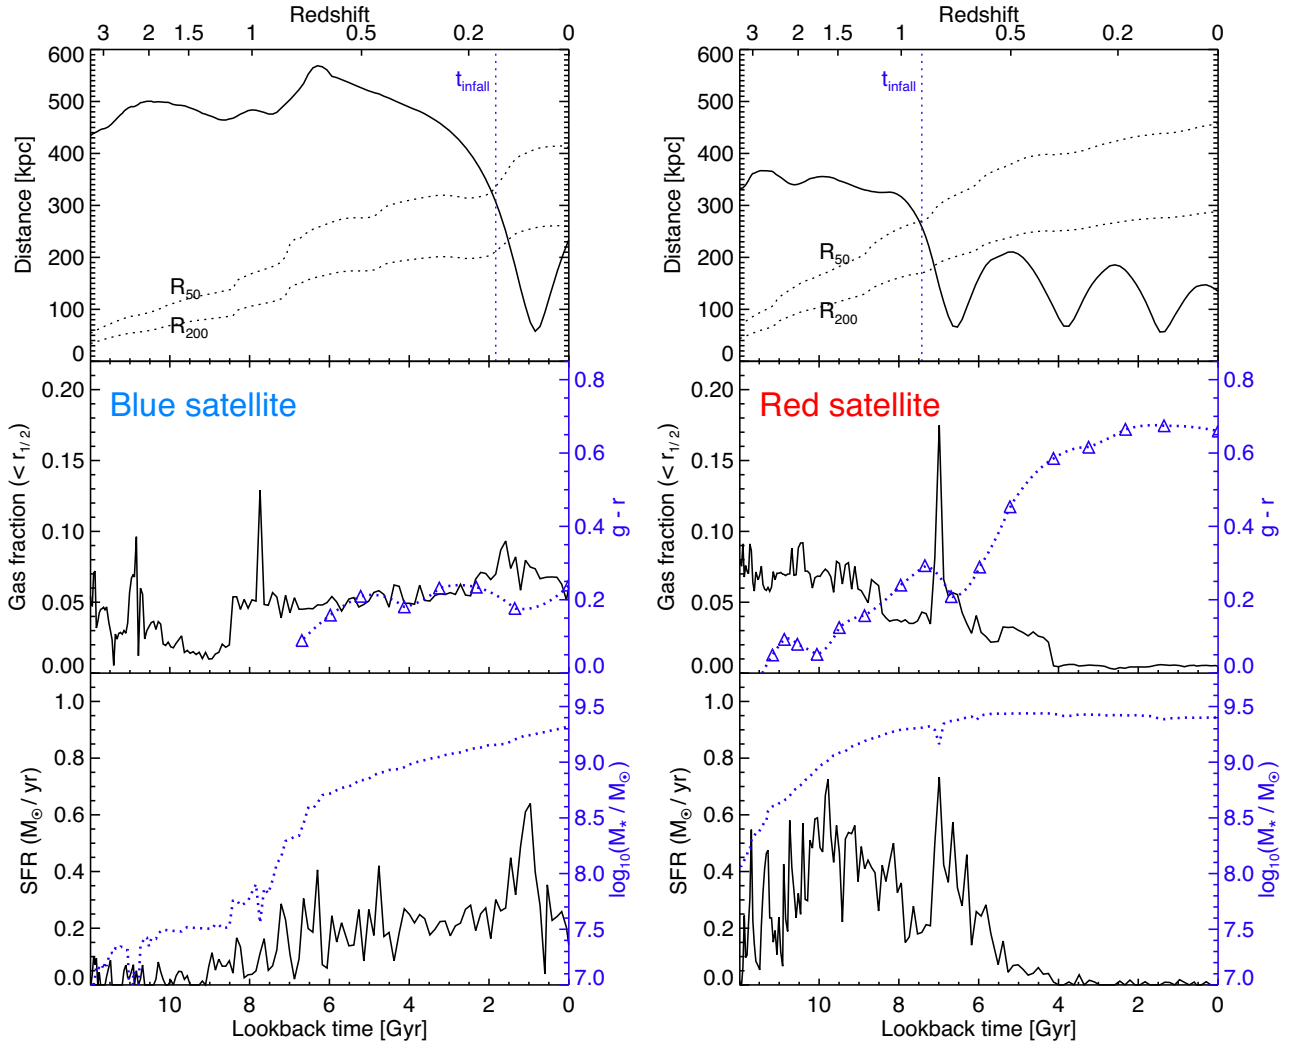 Redshift
3 2 1.5 1 0.5 0.2 0
600
500
400
300
200
100
0
Distance [kpc]
t_infall
R_50
R_200
Redshift
3 2 1.5 1 0.5 0.2 0
600
500
400
300
200
100
0
Distance [kpc]
t_infall
R_50
R_200
Blue satellite
0.20
0.15
0.10
0.05
0.00
Gas fraction (< r_1/2)
0.8
0.6
0.4
0.2
0.0
g - r
Red satellite
0.20
0.15
0.10
0.05
0.00
Gas fraction (< r_1/2)
0.8
0.6
0.4
0.2
0.0
g - r
1.0
0.8
0.6
0.4
0.2
0.0
SFR (M_⊙ / yr)
9.5
9.0
8.5
8.0
7.5
7.0
log_10(M_* / M_⊙)
10 8 6 4 2 0
Lookback time [Gyr]
1.0
0.8
0.6
0.4
0.2
0.0
SFR (M_⊙ / yr)
9.5
9.0
8.5
8.0
7.5
7.0
log_10(M_* / M_⊙)
10 8 6 4 2 0
Lookback time [Gyr]